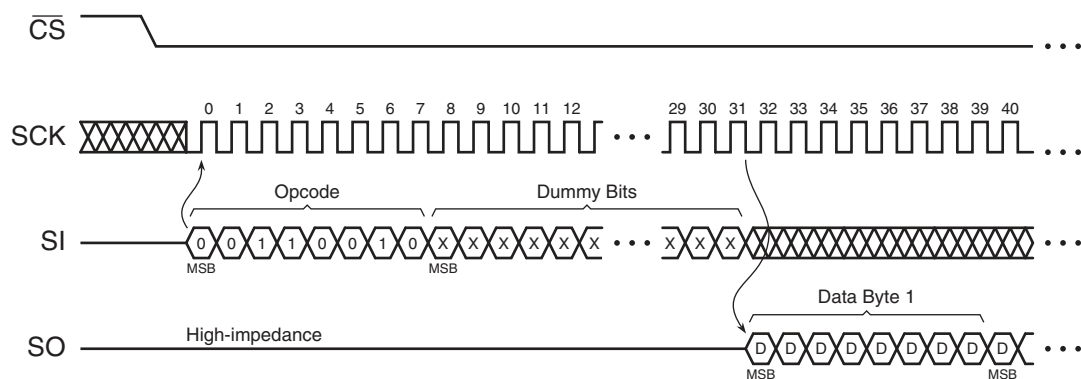 CS
0 1 2 3 4 5 6 7 8 9 10 11 12 29 30 31 32 33 34 35 36 37 38 39 40
SCK
Opcode Dummy Bits
SI 0 0 1 1 0 0 1 0 X X X X X X X X X
MSB MSB
Data Byte 1
High-impedance
SO D D D D D D D D D
MSB MSB